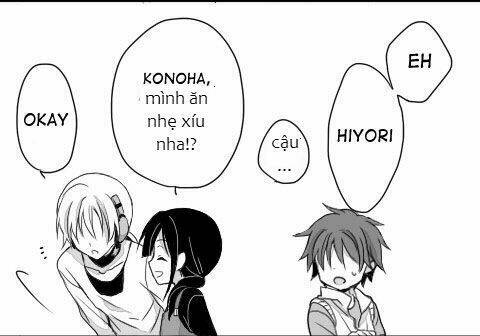 EH
HIYORI
cậu
...
KONOHA,
mình ăn
nhẹ xíu
nha!?
OKAY